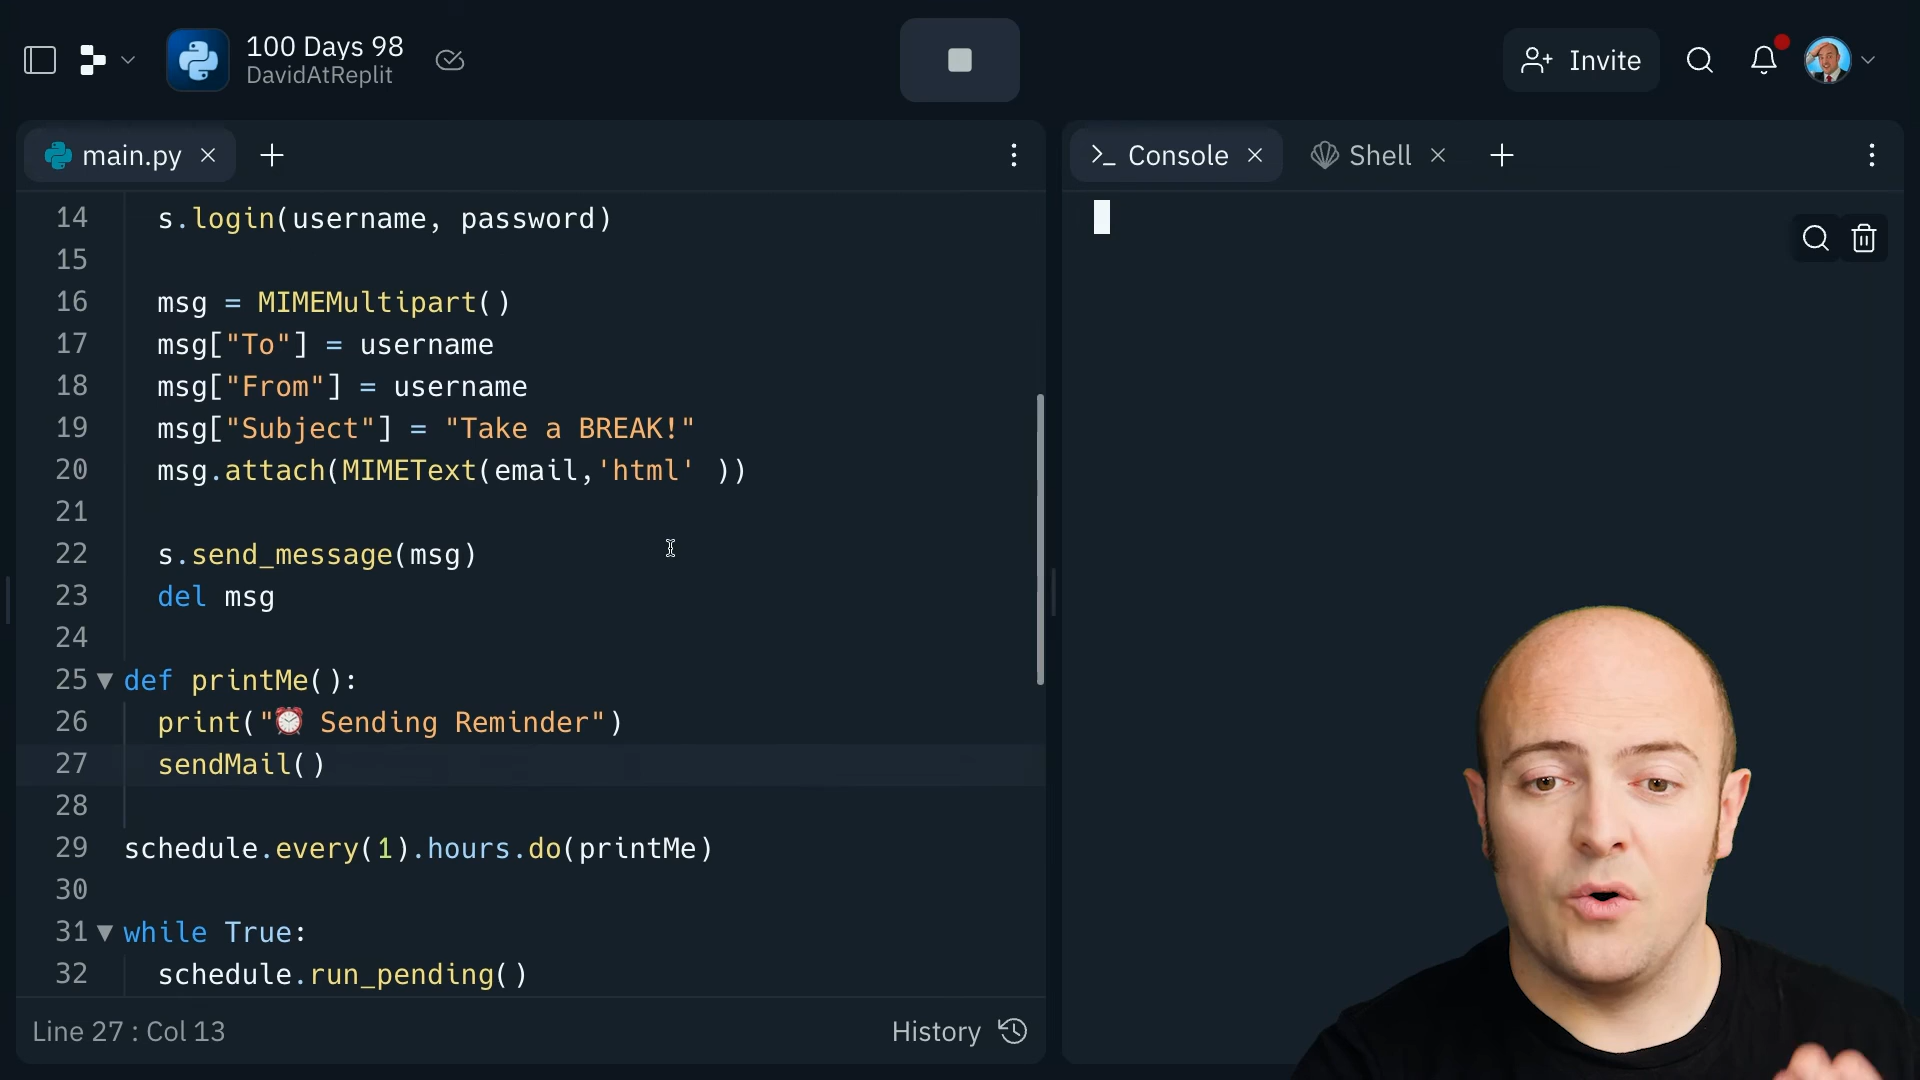 100 Days 98
DavidAtReplit
Invite
main.py
Console
Shell
14 s.login(username, password)
15
16 msg = MIMEMultipart()
17 msg["To"] = username
18 msg["From"] = username
19 msg["Subject"] = "Take a BREAK!"
20 msg.attach(MIMEText(email,'html' ))
21
22 s.send_message(msg)
23 del msg
24
25 def printMe():
26 print("⏰ Sending Reminder")
27 sendMail()
28
29 schedule.every(1).hours.do(printMe)
30
31 while True:
32 schedule.run_pending()
Line 27 : Col 13
History